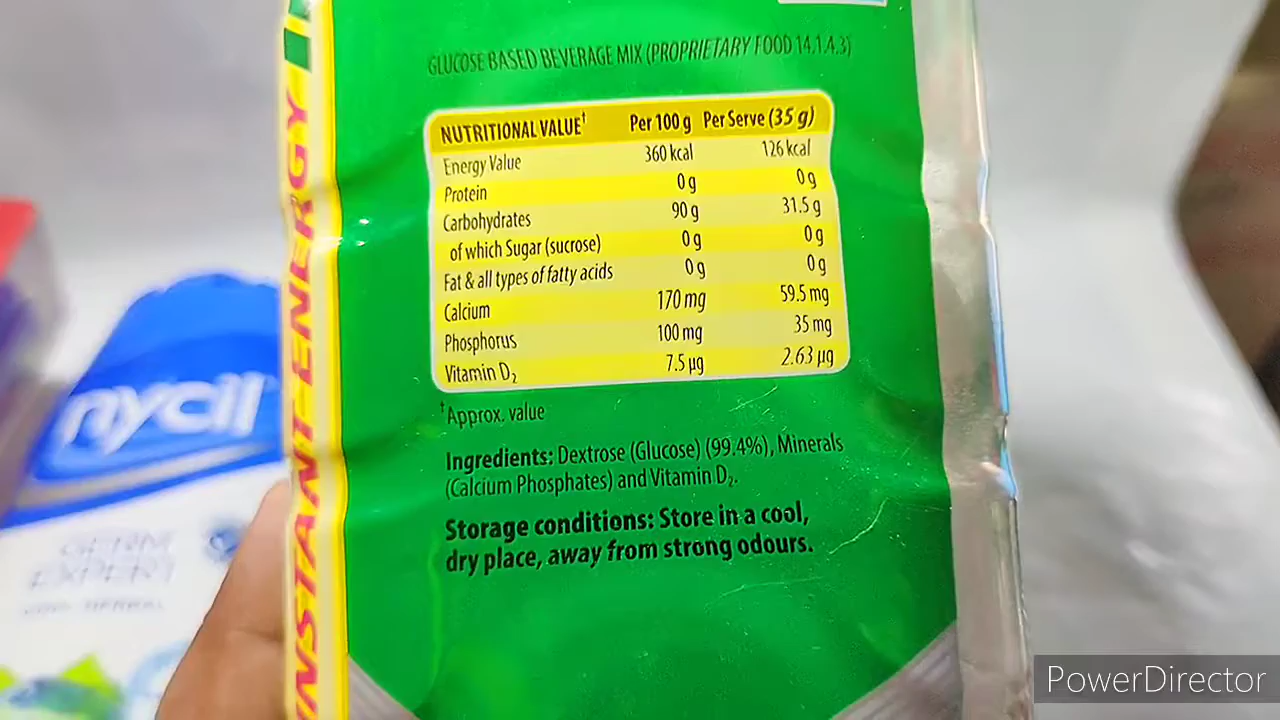 GLUCOSE BASED BEVERAGE MIX (PROPRIETARY FOOD 14.1.4.3)
NUTRITIONAL VALUE† Per 100 g Per Serve (35 g)
Energy Value 360 kcal 126 kcal
Protein 0 g 0 g
Carbohydrates 90 g 31.5 g
of which Sugar (sucrose) 0 g 0 g
Fat & all types of fatty acids 0 g 0 g
Calcium 170 mg 59.5 mg
Phosphorus 100 mg 35 mg
Vitamin D₂ 7.5 µg 2.63 µg
†Approx. value
Ingredients: Dextrose (Glucose) (99.4%), Minerals
(Calcium Phosphates) and Vitamin D₂.
Storage conditions: Store in a cool,
dry place, away from strong odours.
INSTANT ENERGY
nycil
GERM
EXPERT
PowerDirector